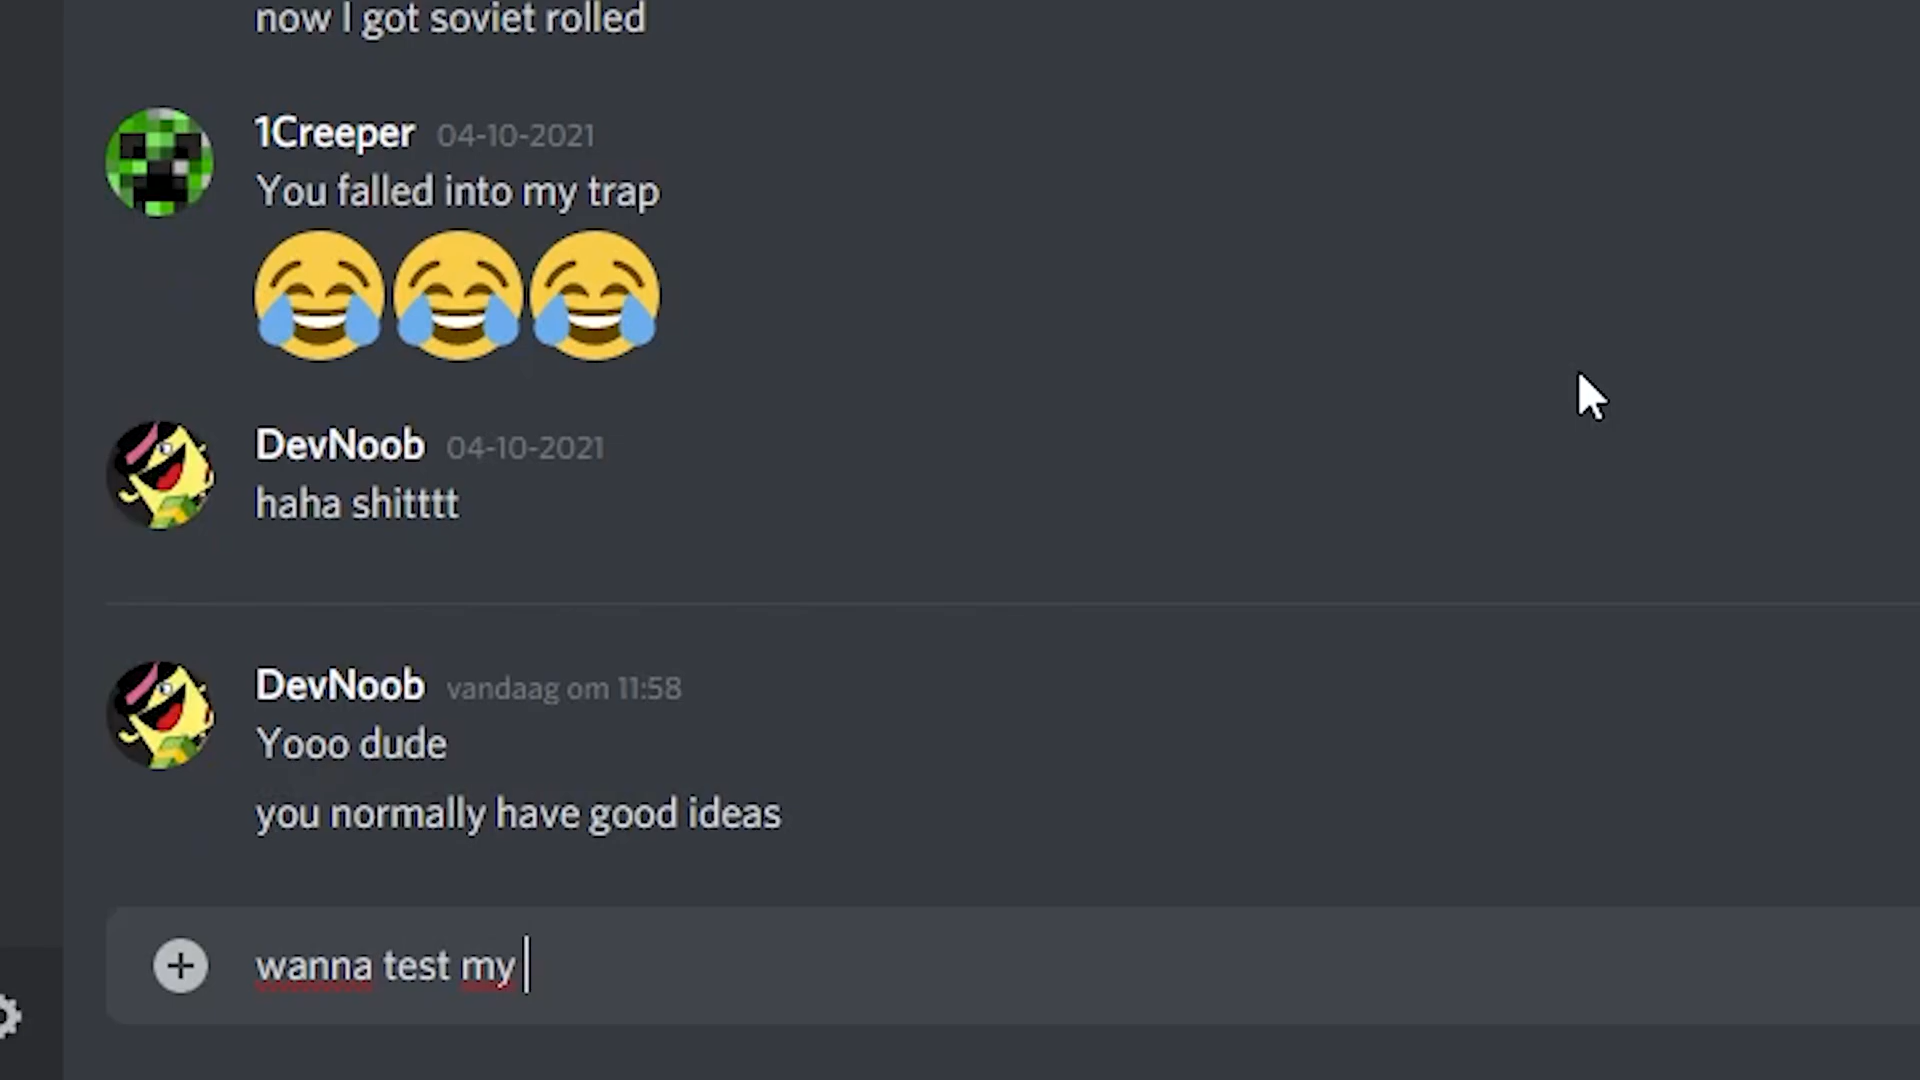 now I got soviet rolled
1Creeper 04-10-2021
You falled into my trap
😂😂😂
DevNoob 04-10-2021
haha shitttt
DevNoob vandaag om 11:58
Yooo dude
you normally have good ideas
wanna test my